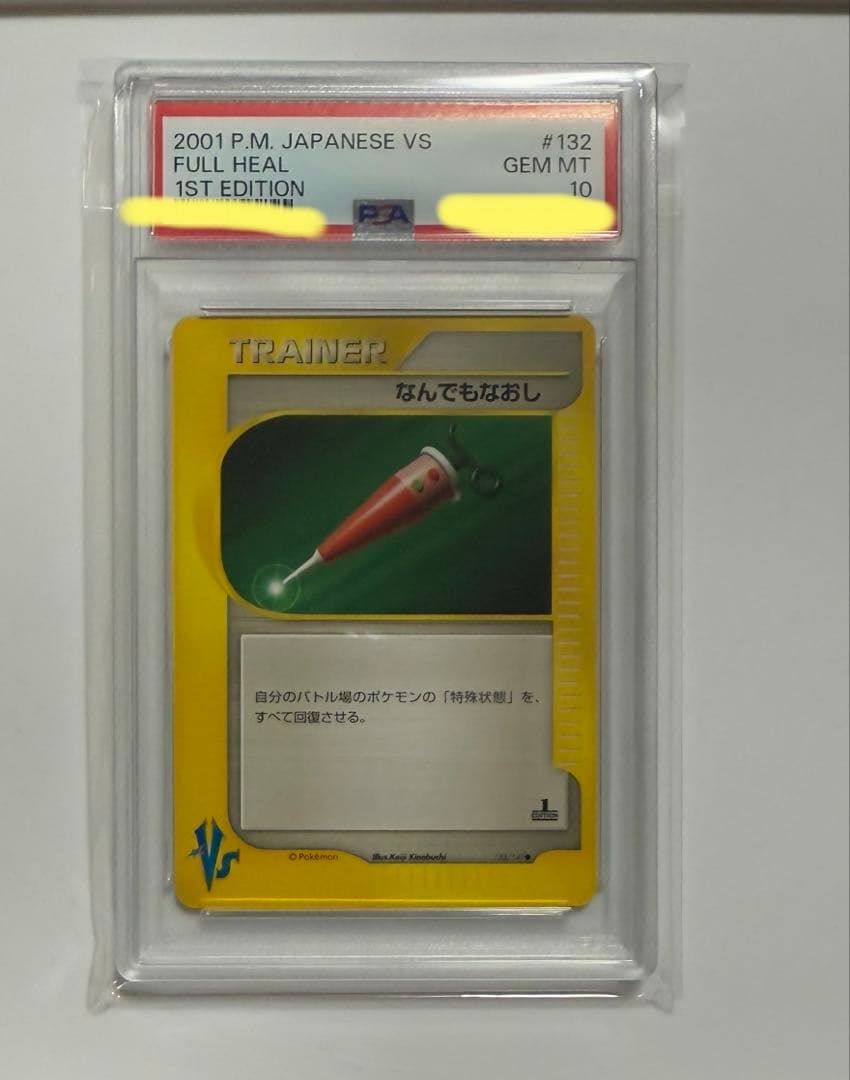 2001 P.M. JAPANESE VS #132
FULL HEAL GEM MT
1ST EDITION 10
PSA
TRAINER
なんでもなおし
自分のバトル場のポケモンの「特殊状態」を、
すべて回復させる。
1
EDITION
VS
©Pokémon Illus.Keiji Kinebuchi